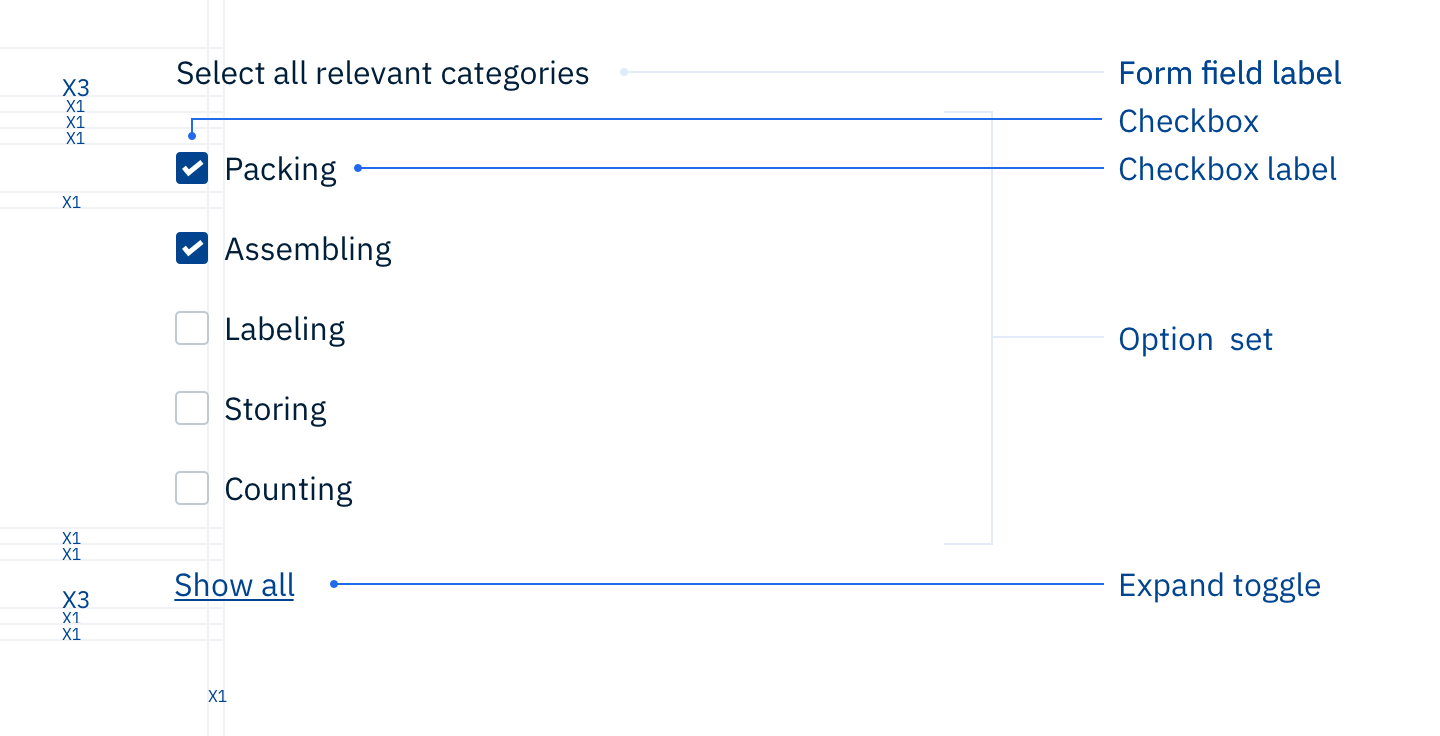 Select all relevant categories
Form field label
X3
X1
X1
Checkbox
X1
Packing
Checkbox label
X1
Assembling
Labeling
Option set
Storing
Counting
X1
X1
Show all
Expand toggle
X3
X1
X1
X1